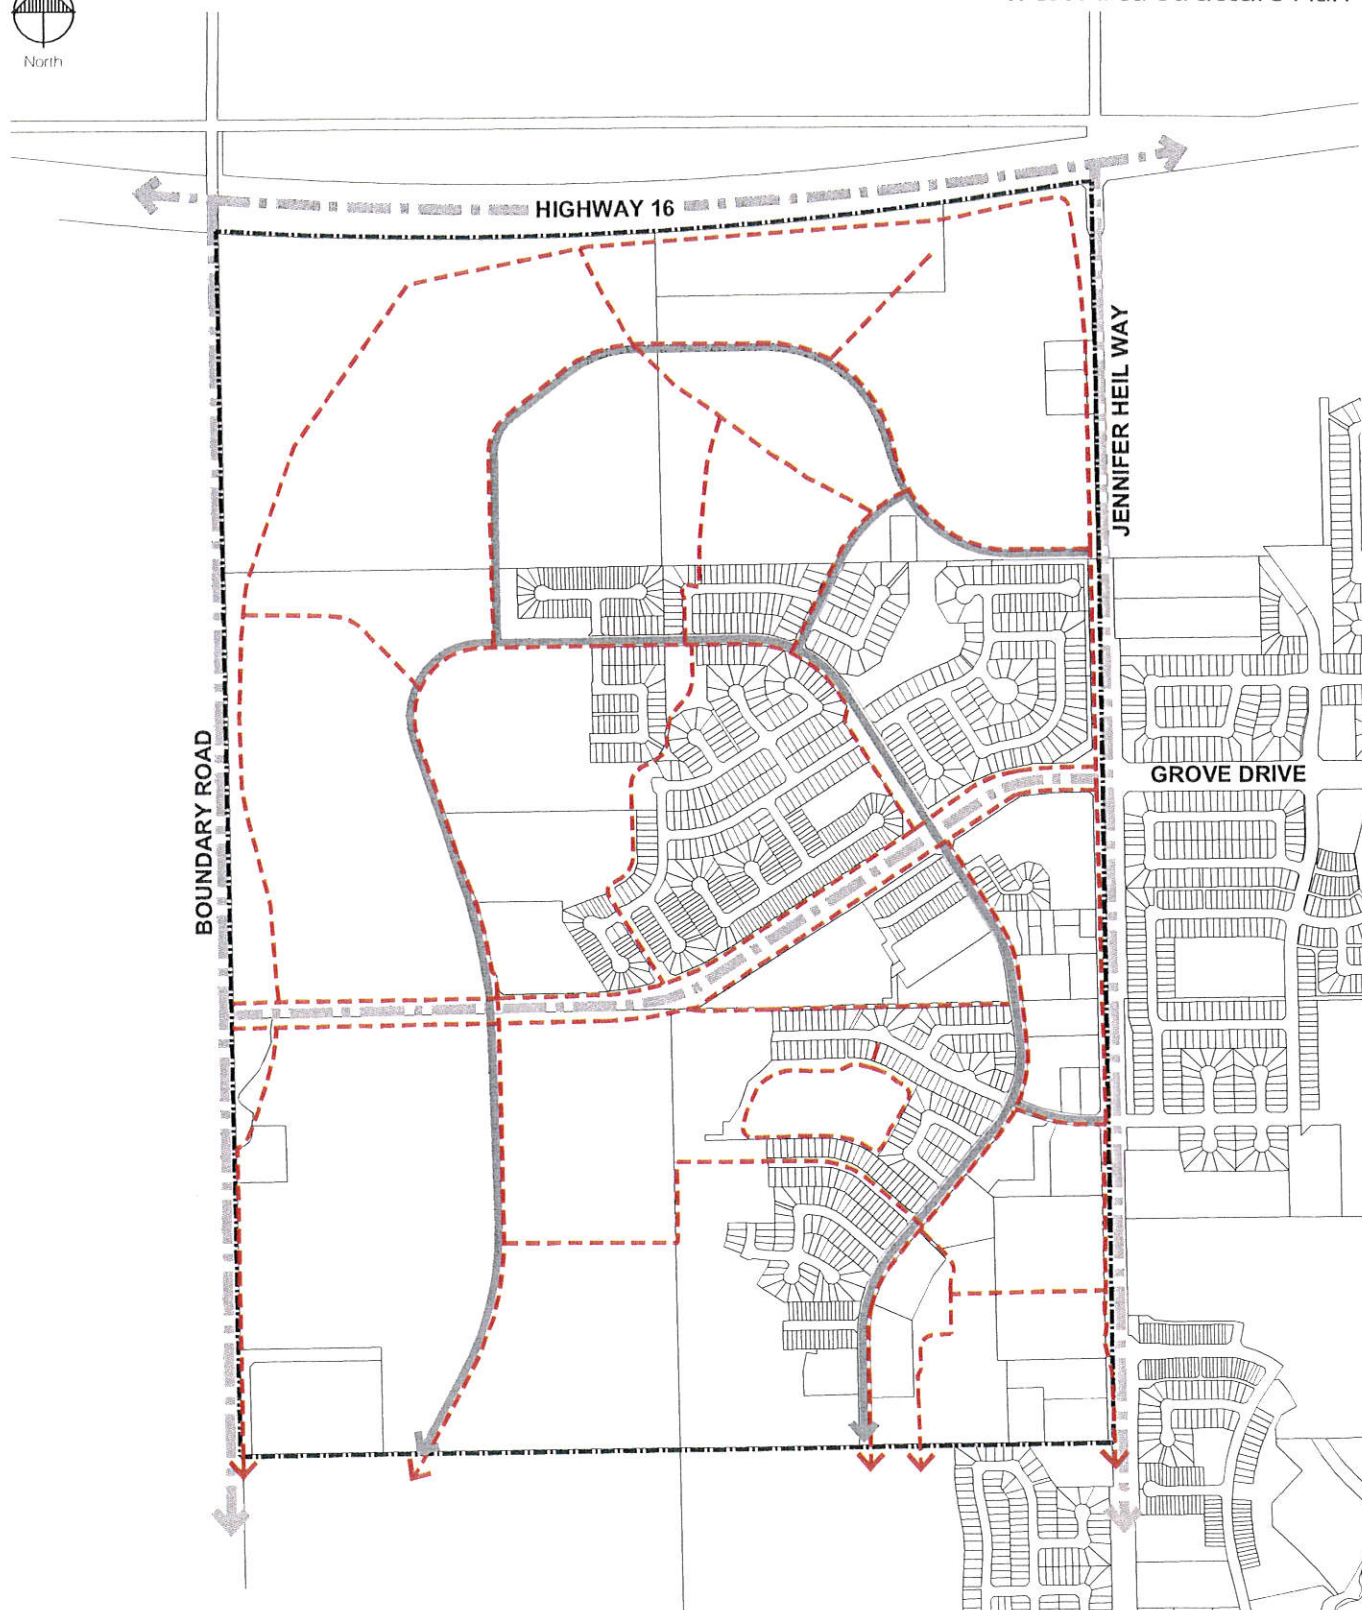 North
HIGHWAY 16
JENNIFER HEIL WAY
BOUNDARY ROAD
GROVE DRIVE